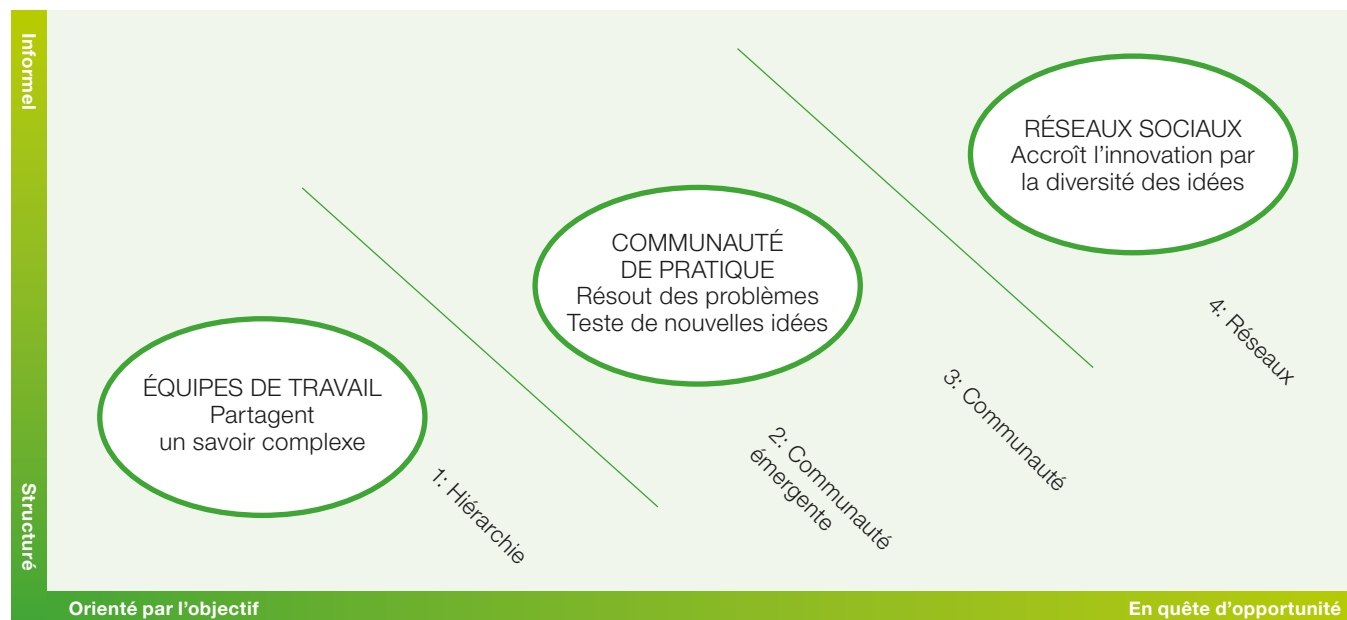 Informel
Structuré
RÉSEAUX SOCIAUX
Accroît l’innovation par
la diversité des idées
COMMUNAUTÉ
DE PRATIQUE
Résout des problèmes
Teste de nouvelles idées
ÉQUIPES DE TRAVAIL
Partagent
un savoir complexe
1: Hiérarchie
2: Communauté
émergente
3: Communauté
4: Réseaux
Orienté par l’objectif
En quête d’opportunité